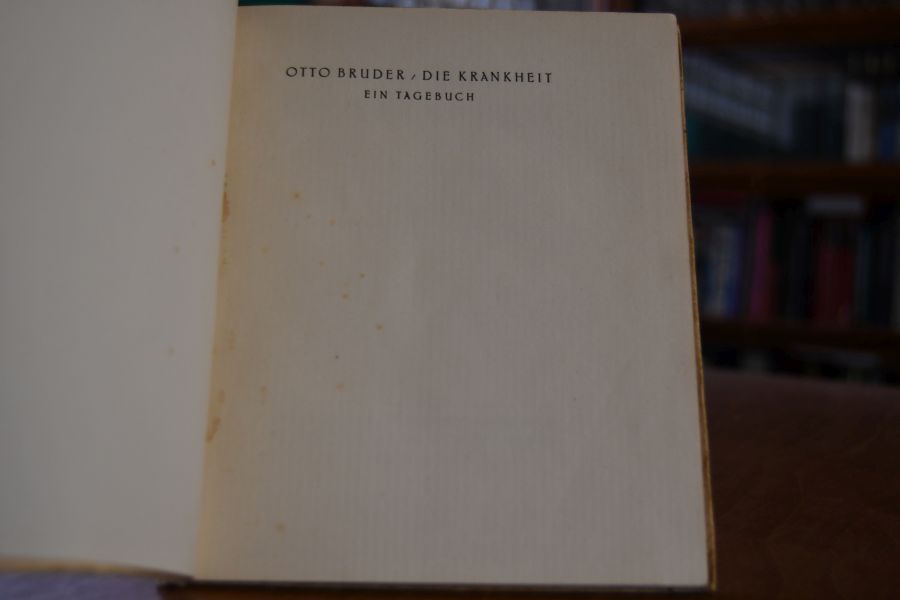 OTTO BRUDER / DIE KRANKHEIT
EIN TAGEBUCH